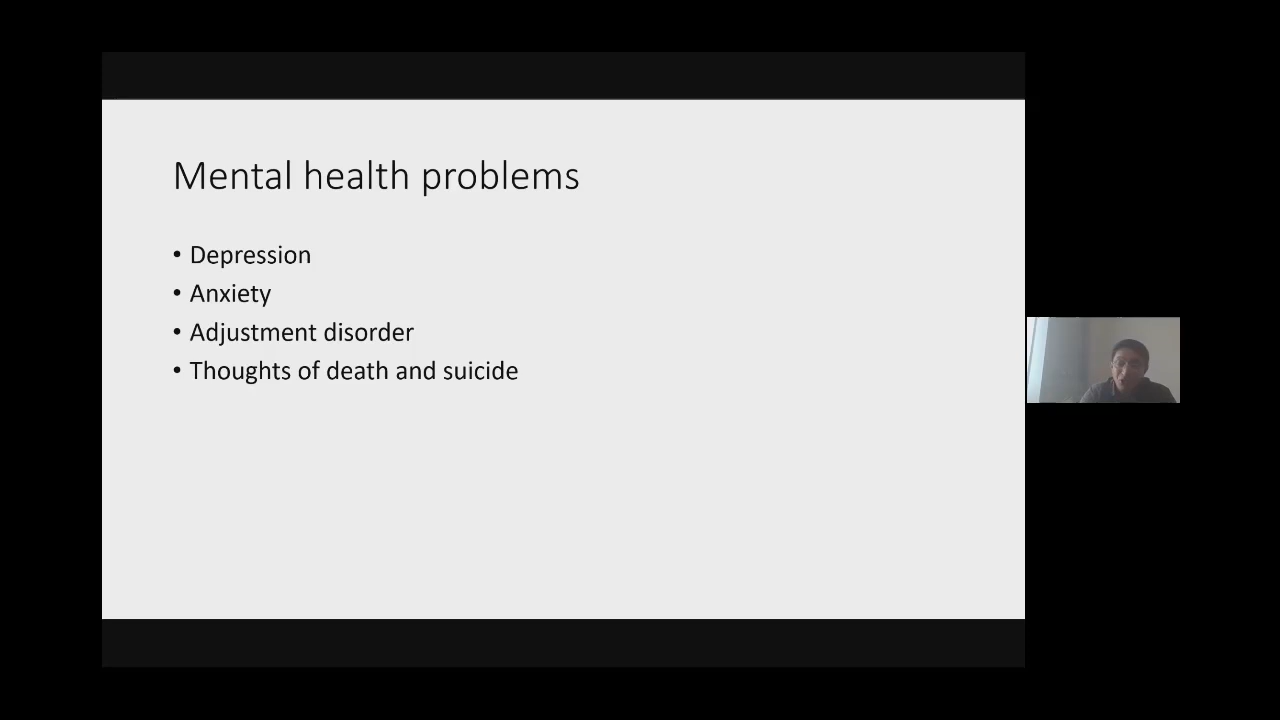 Mental health problems
• Depression
• Anxiety
• Adjustment disorder
• Thoughts of death and suicide